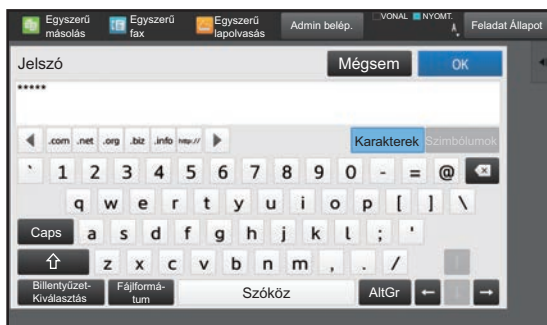 Egyszerű
másolás
Egyszerű
fax
Egyszerű
lapolvasás
Admin belép.
VONAL
NYOMT.
Feladat Állapot
Jelszó
Mégsem
OK
*****
.com .net .org .biz .info http://
Karakterek
Szimbólumok
` 1 2 3 4 5 6 7 8 9 0 - = @
q w e r t y u i o p [ ] \
Caps a s d f g h j k l ; '
z x c v b n m , . /
Billentyűzet-
Kiválasztás
Fájlformá-
tum
Szóköz
AltGr